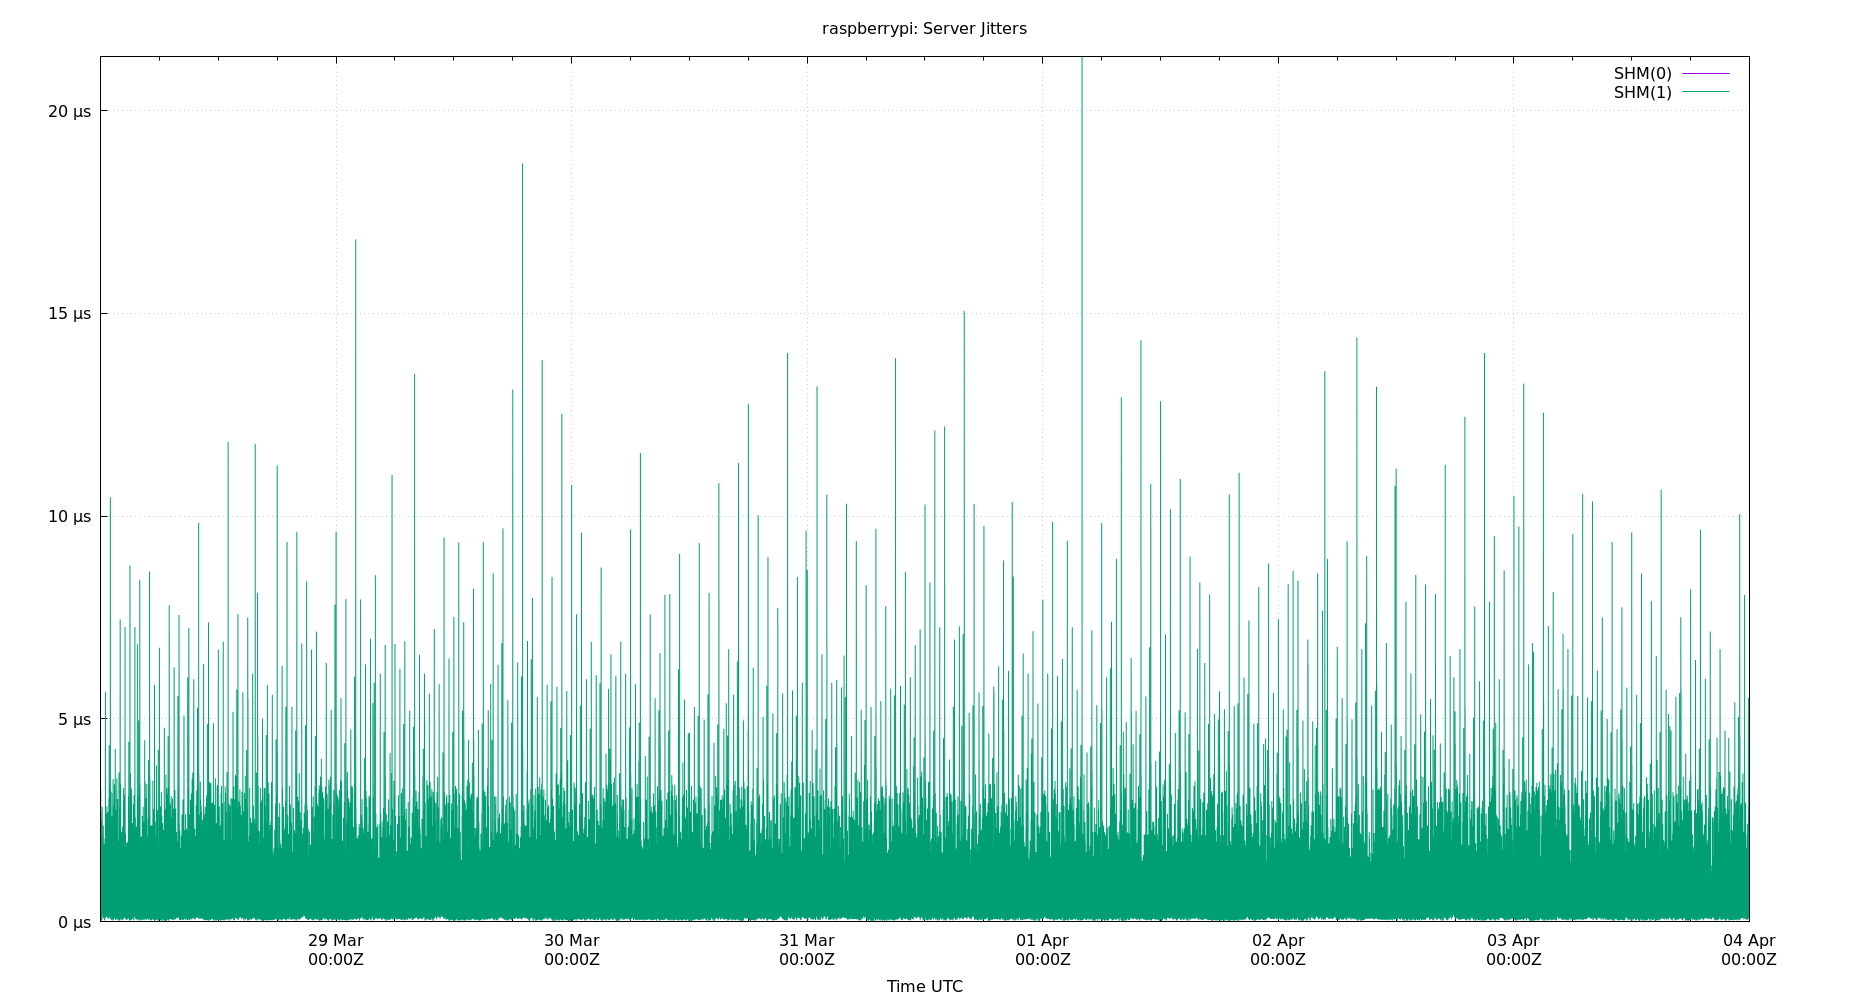 raspberrypi: Server Jitters
SHM(0)
SHM(1)
20 µs
15 µs
10 µs
5 µs
0 µs
29 Mar 30 Mar 31 Mar 01 Apr 02 Apr 03 Apr 04 Apr
00:00Z 00:00Z 00:00Z 00:00Z 00:00Z 00:00Z 00:00Z
Time UTC